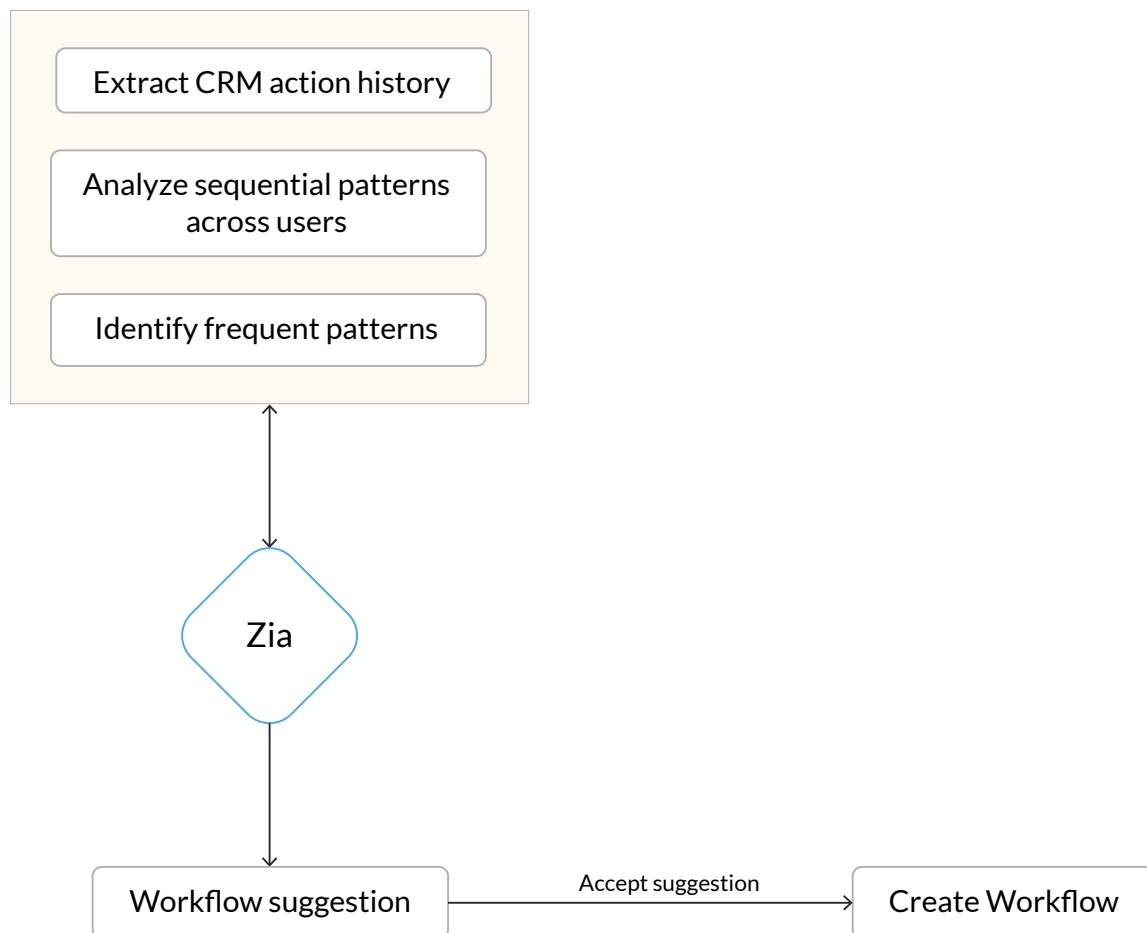 Extract CRM action history
Analyze sequential patterns
across users
Identify frequent patterns
Zia
Workflow suggestion
Accept suggestion
Create Workflow